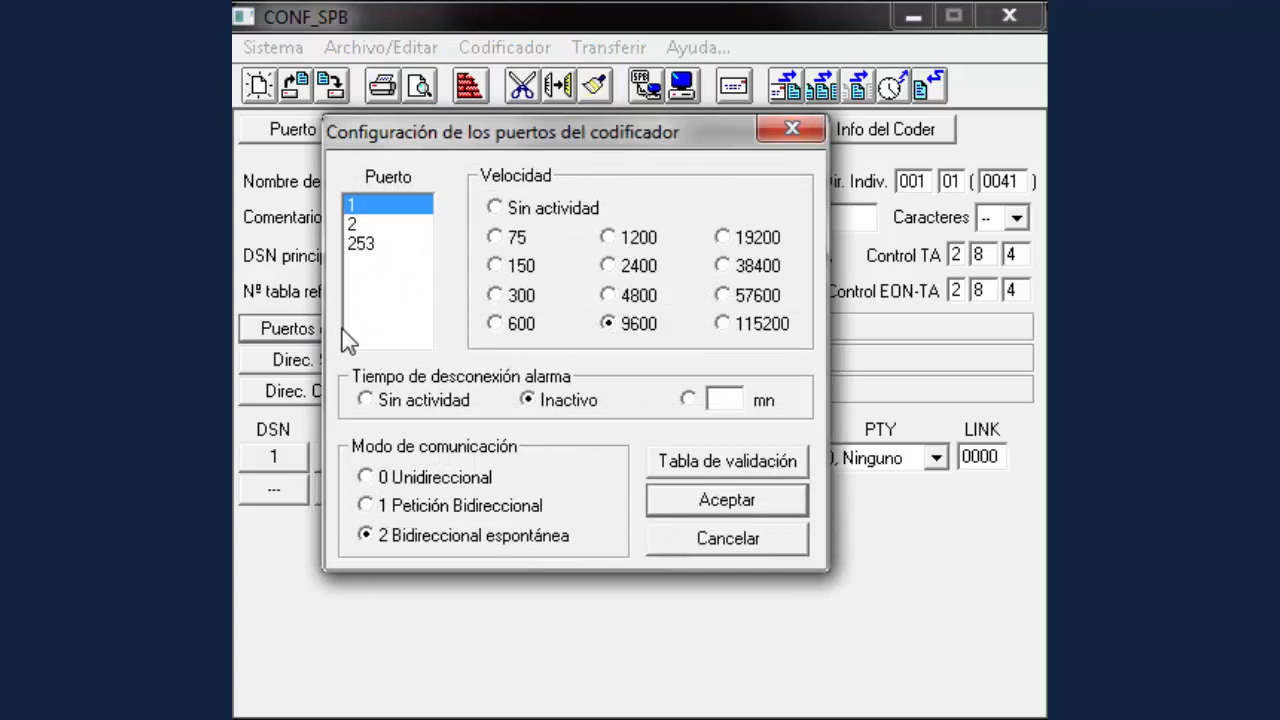 CONF_SPB
Sistema Archivo/Editar Codificador Transferir Ayuda...
SPB
Puerto Info del Coder
Configuración de los puertos del codificador
Nombre de ir. Indiv. 001 01 ( 0041 )
Comentario Caracteres --
DSN princi Control TA 2 8 4
Nº tabla ref Control EON-TA 2 8 4
Puertos
Direc.
Direc.
DSN PTY LINK
1 0, Ninguno 0000
---
Puerto
1
2
253
Velocidad
Sin actividad
75 1200 19200
150 2400 38400
300 4800 57600
600 9600 115200
Tiempo de desconexión alarma
Sin actividad Inactivo mn
Modo de comunicación
0 Unidireccional
1 Petición Bidireccional
2 Bidireccional espontánea
Tabla de validación
Aceptar
Cancelar